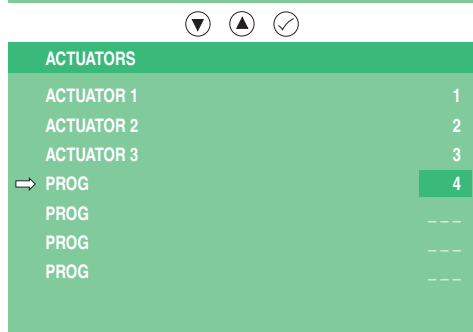 ACTUATORS
ACTUATOR 1 1
ACTUATOR 2 2
ACTUATOR 3 3
PROG 4
PROG _ _ _
PROG _ _ _
PROG _ _ _